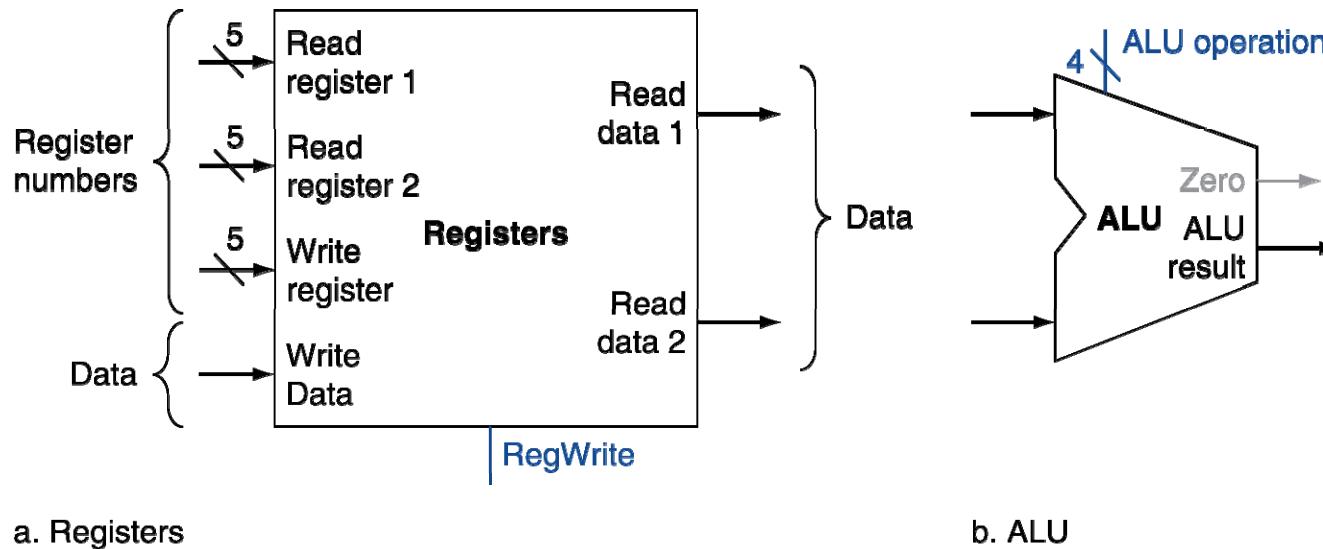 5
Read
register 1
5
Read
register 2
5
Write
register
Write
Data
Register
numbers
Data
Registers
Read
data 1
Read
data 2
Data
RegWrite
a. Registers
4
ALU operation
Zero
ALU
ALU
result
b. ALU